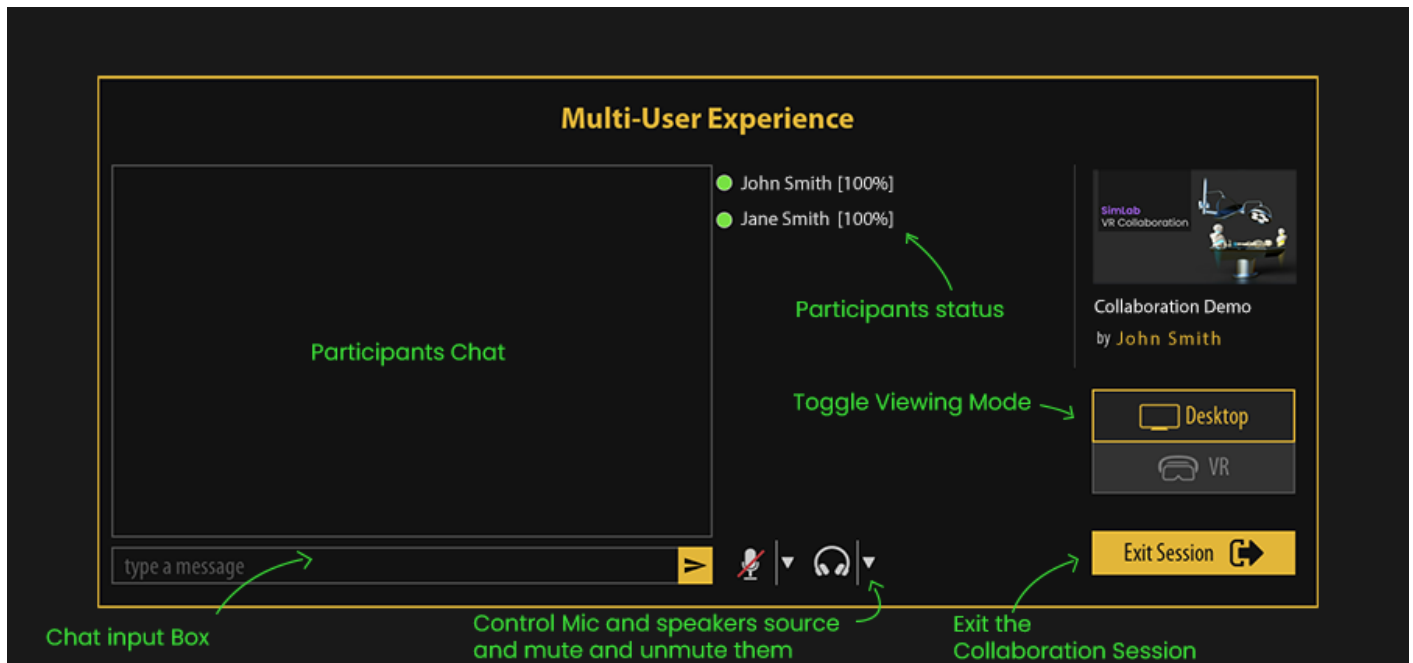 Multi-User Experience
John Smith [100%]
Jane Smith [100%]
Participants status
Participants Chat
SimLab
VR Collaboration
Collaboration Demo
by John Smith
Toggle Viewing Mode
Desktop
VR
Exit Session
type a message
Chat input Box
Control Mic and speakers source
and mute and unmute them
Exit the
Collaboration Session